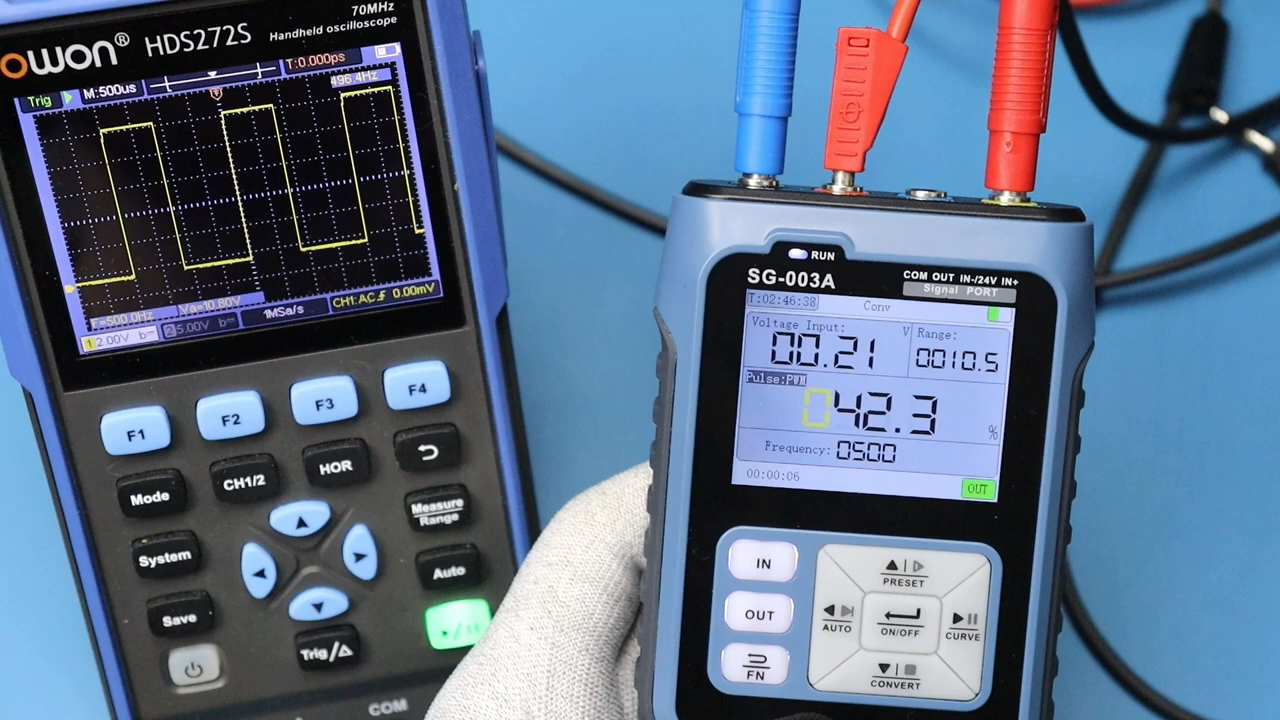 owon® HDS272S
70MHz
Handheld oscilloscope
Trig M:500us T:0.000ps
496.4Hz
F=500.0Hz Va=10.80V
1 2.00V 2 5.00V 1MSa/s CH1:AC 0.00mV
F1 F2 F3 F4
Mode CH1/2 HOR
Measure
Range
System Auto
Save
Trig/Δ
COM
RUN
SG-003A
COM OUT IN-/24V IN+
Signal PORT
T:02:46:38 Conv
Voltage Input: V Range:
00.21 0010.5
Pulse:PWM
042.3 %
Frequency: 0500
00:00:06 OUT
IN
PRESET
OUT
AUTO ON/OFF CURVE
FN
CONVERT